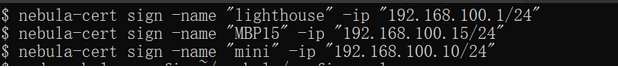 $ nebula-cert sign -name "lighthouse" -ip "192.168.100.1/24"
$ nebula-cert sign -name "MBP15" -ip "192.168.100.15/24"
$ nebula-cert sign -name "mini" -ip "192.168.100.10/24"